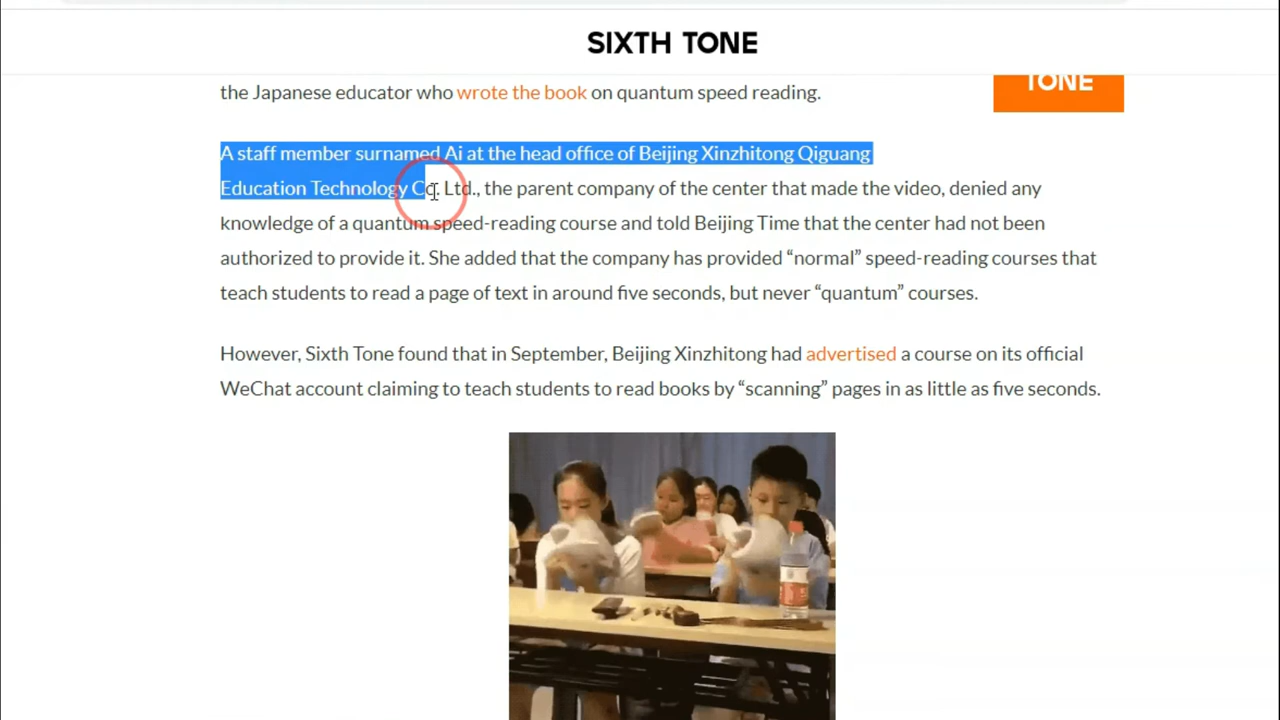 SIXTH TONE
the Japanese educator who wrote the book on quantum speed reading.
TONE
A staff member surnamed Ai at the head office of Beijing Xinzhitong Qiguang
Education Technology Co. Ltd., the parent company of the center that made the video, denied any
knowledge of a quantum speed-reading course and told Beijing Time that the center had not been
authorized to provide it. She added that the company has provided “normal” speed-reading courses that
teach students to read a page of text in around five seconds, but never “quantum” courses.
However, Sixth Tone found that in September, Beijing Xinzhitong had advertised a course on its official
WeChat account claiming to teach students to read books by “scanning” pages in as little as five seconds.